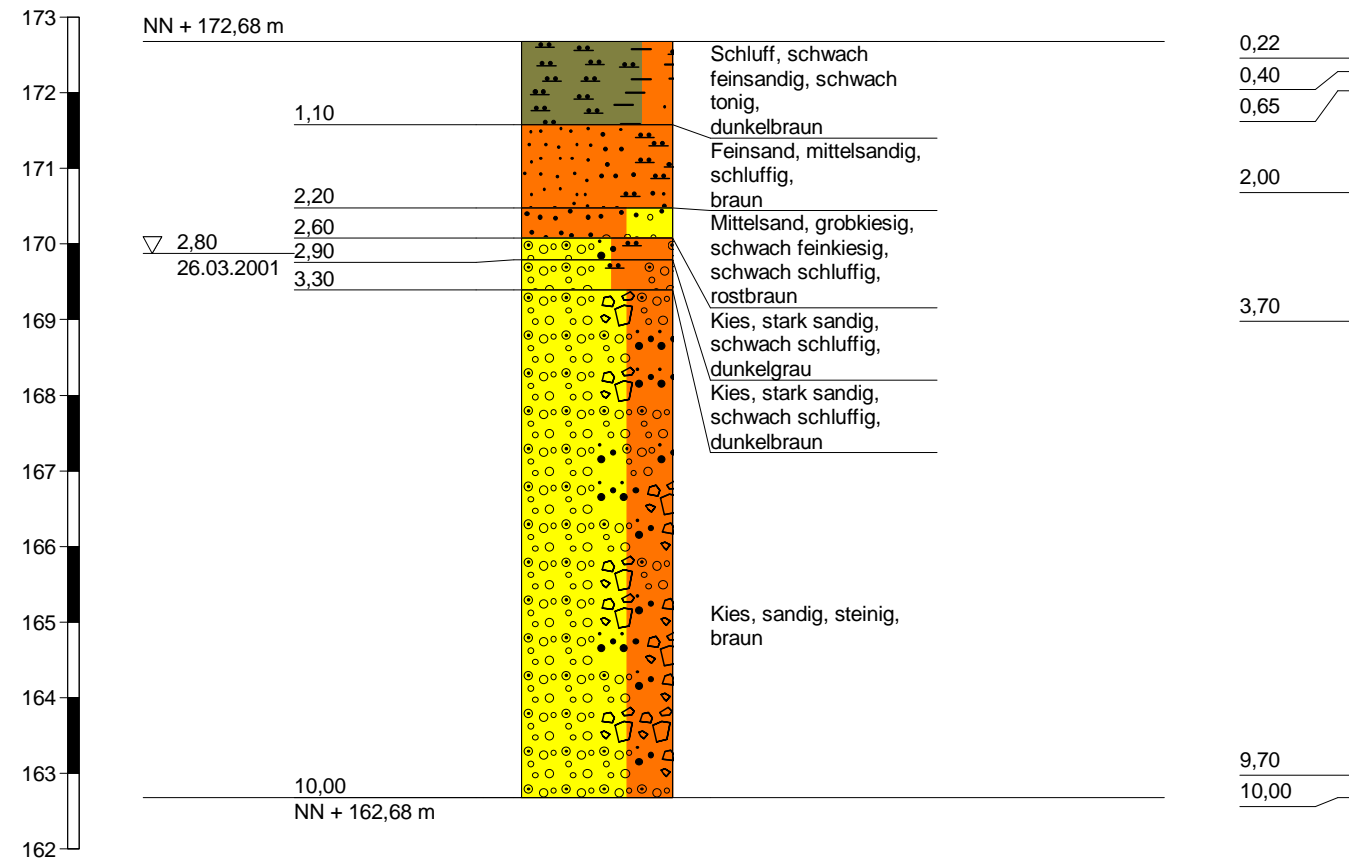 173
172
171
170
169
168
167
166
165
164
163
162
NN + 172,68 m
1,10
2,20
2,60
2,80
26.03.2001
2,90
3,30
10,00
NN + 162,68 m
Schluff, schwach
feinsandig, schwach
tonig,
dunkelbraun
Feinsand, mittelsandig,
schluffig,
braun
Mittelsand, grobkiesig,
schwach feinkiesig,
schwach schluffig,
rostbraun
Kies, stark sandig,
schwach schluffig,
dunkelgrau
Kies, stark sandig,
schwach schluffig,
dunkelbraun
Kies, sandig, steinig,
braun
0,22
0,40
0,65
2,00
3,70
9,70
10,00